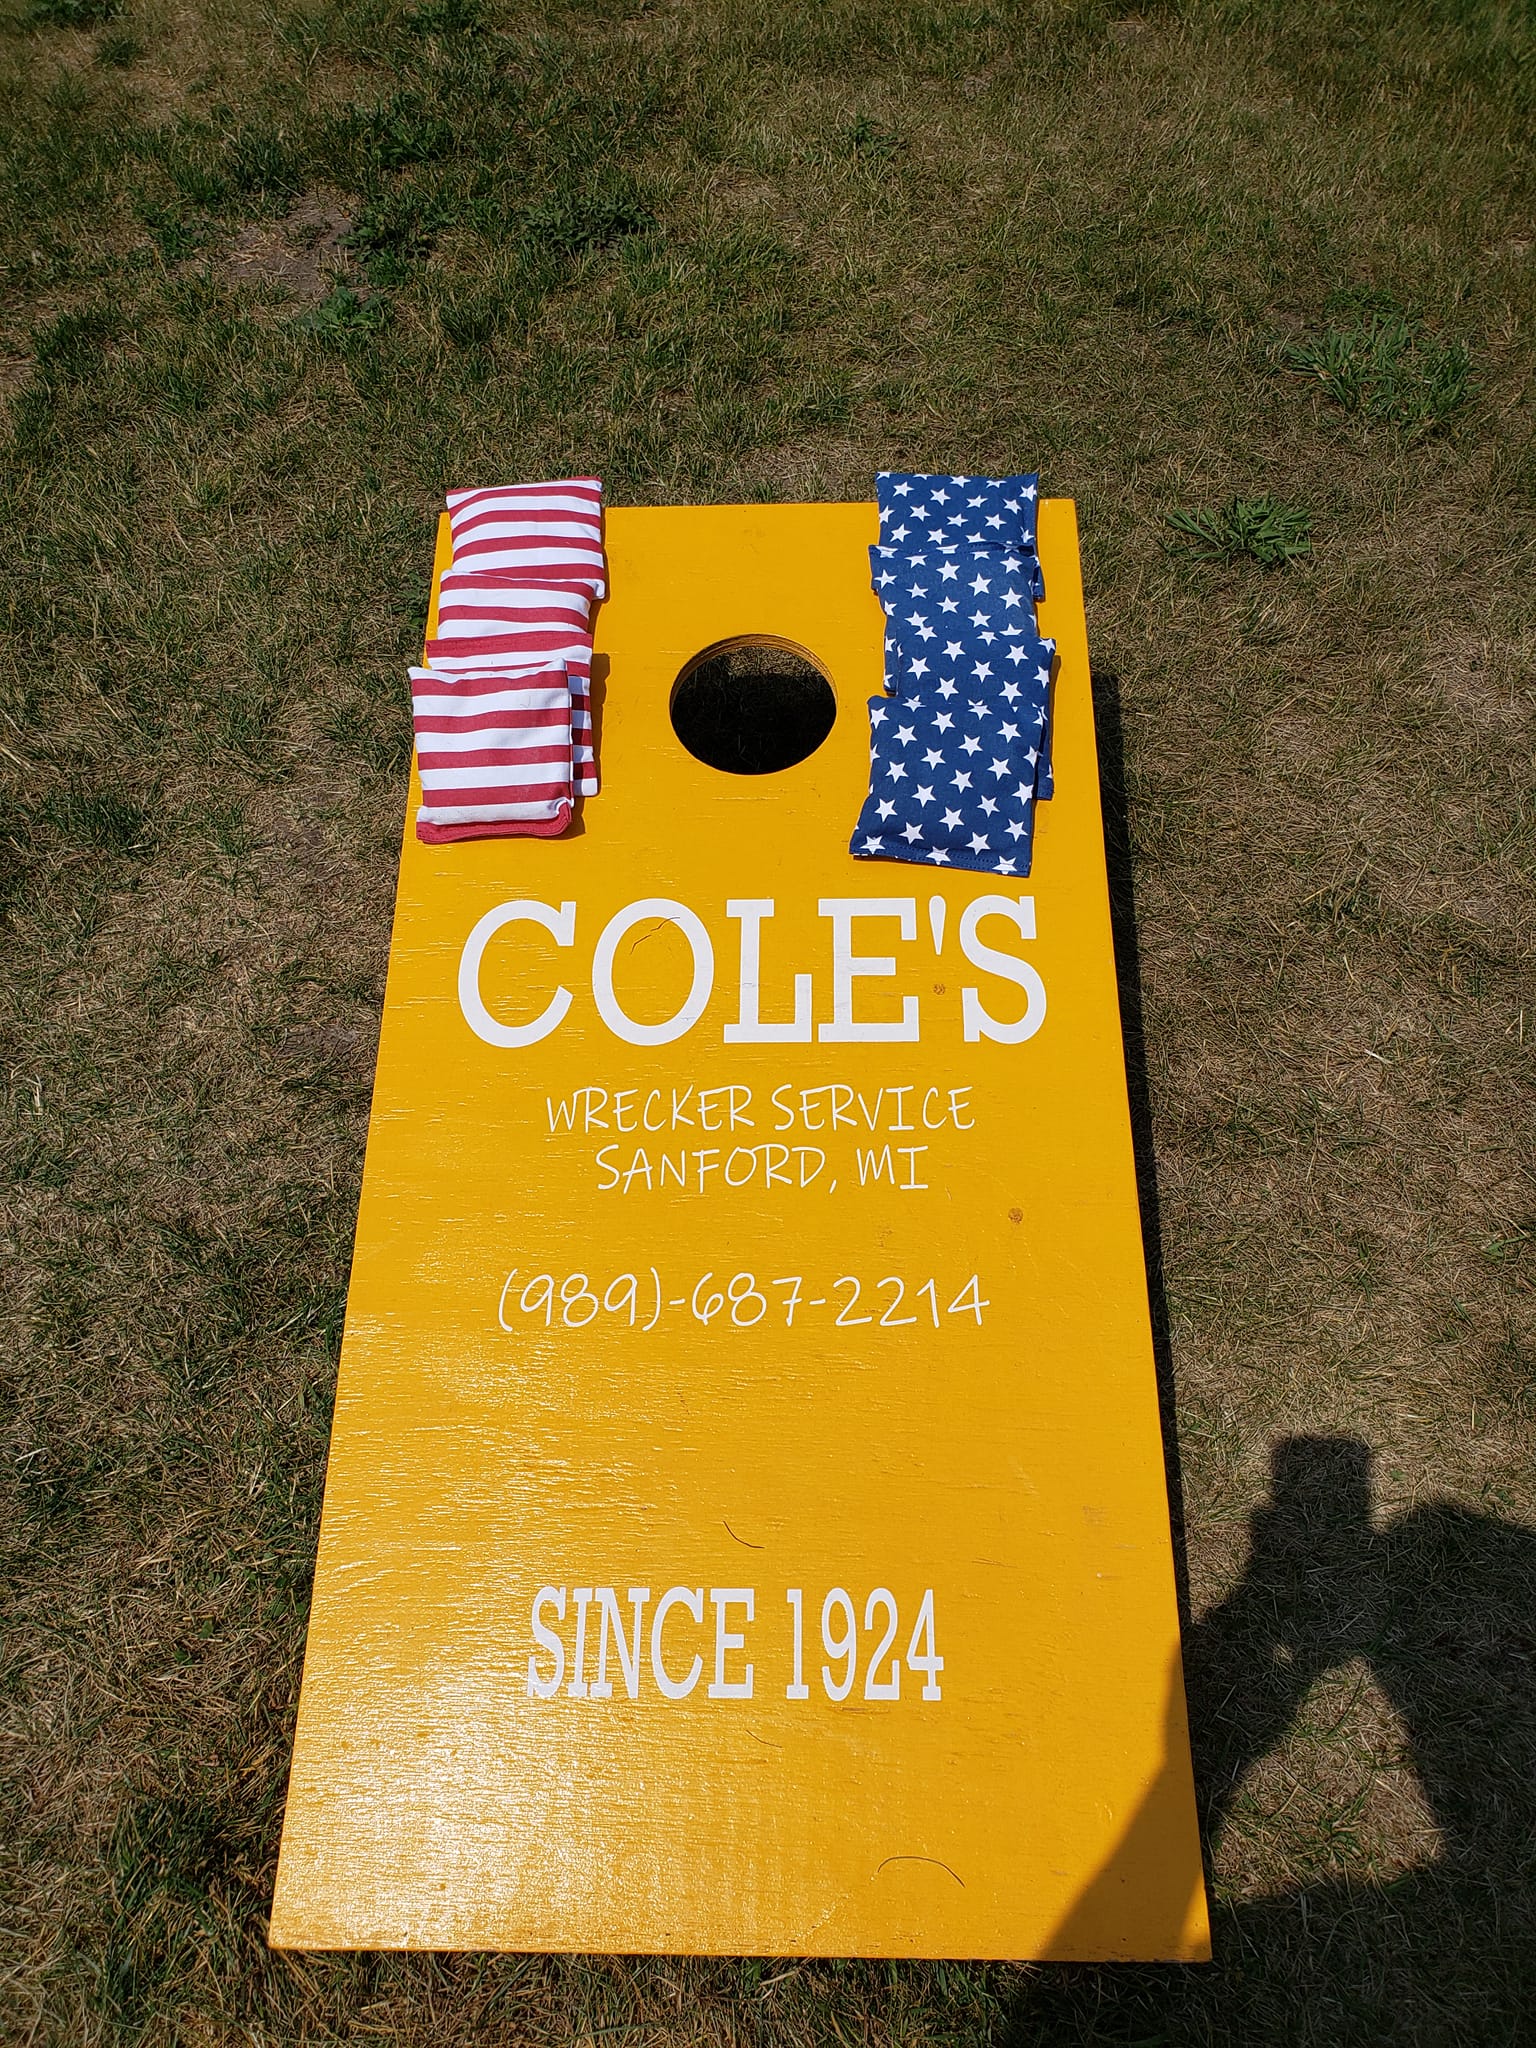 COLE'S
WRECKER SERVICE
SANFORD, MI
(989)-687-2214
SINCE 1924